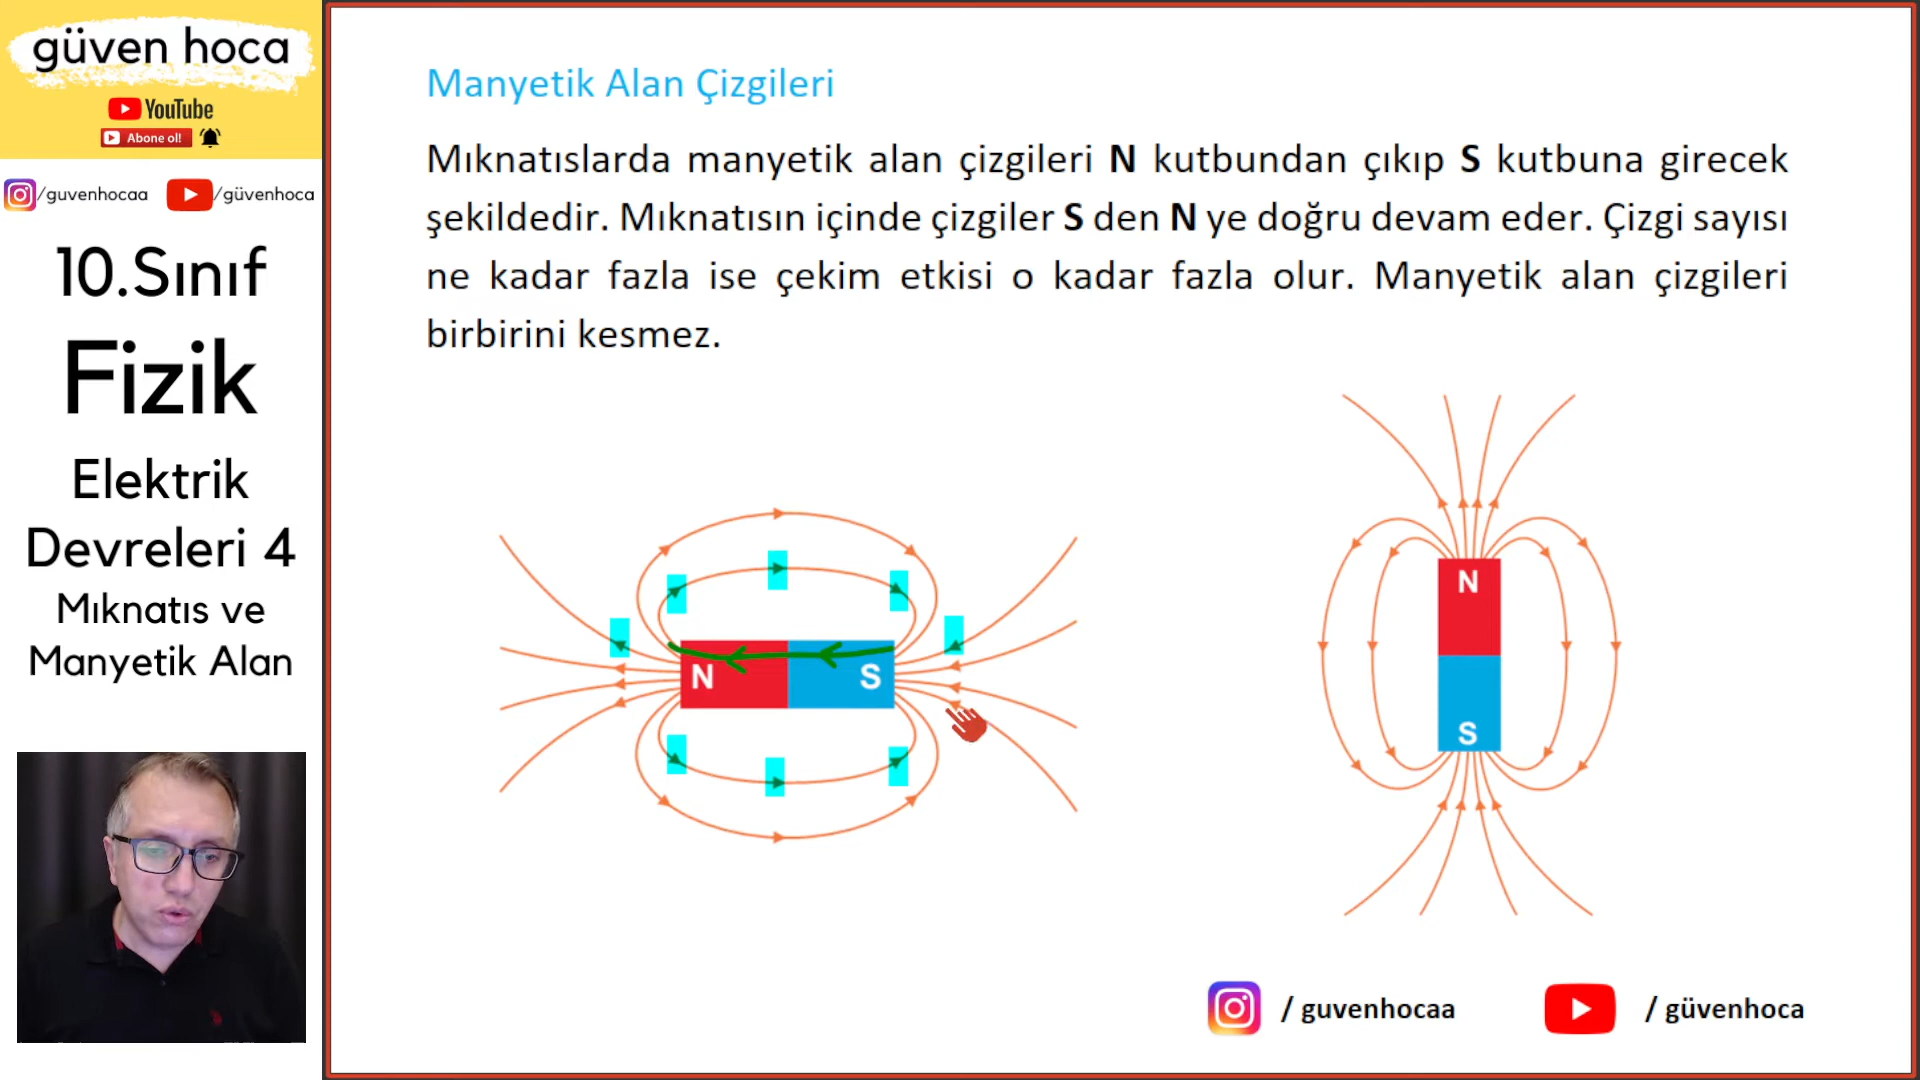 güven hoca
YouTube
Abone ol!
/guvenhocaa
/güvenhoca
10.Sınıf
Fizik
Elektrik
Devreleri 4
Mıknatıs ve
Manyetik Alan
Manyetik Alan Çizgileri
Mıknatıslarda manyetik alan çizgileri N kutbundan çıkıp S kutbuna girecek
şekildedir. Mıknatısın içinde çizgiler S den N ye doğru devam eder. Çizgi sayısı
ne kadar fazla ise çekim etkisi o kadar fazla olur. Manyetik alan çizgileri
birbirini kesmez.
N
S
N
S
/ guvenhocaa
/ güvenhoca